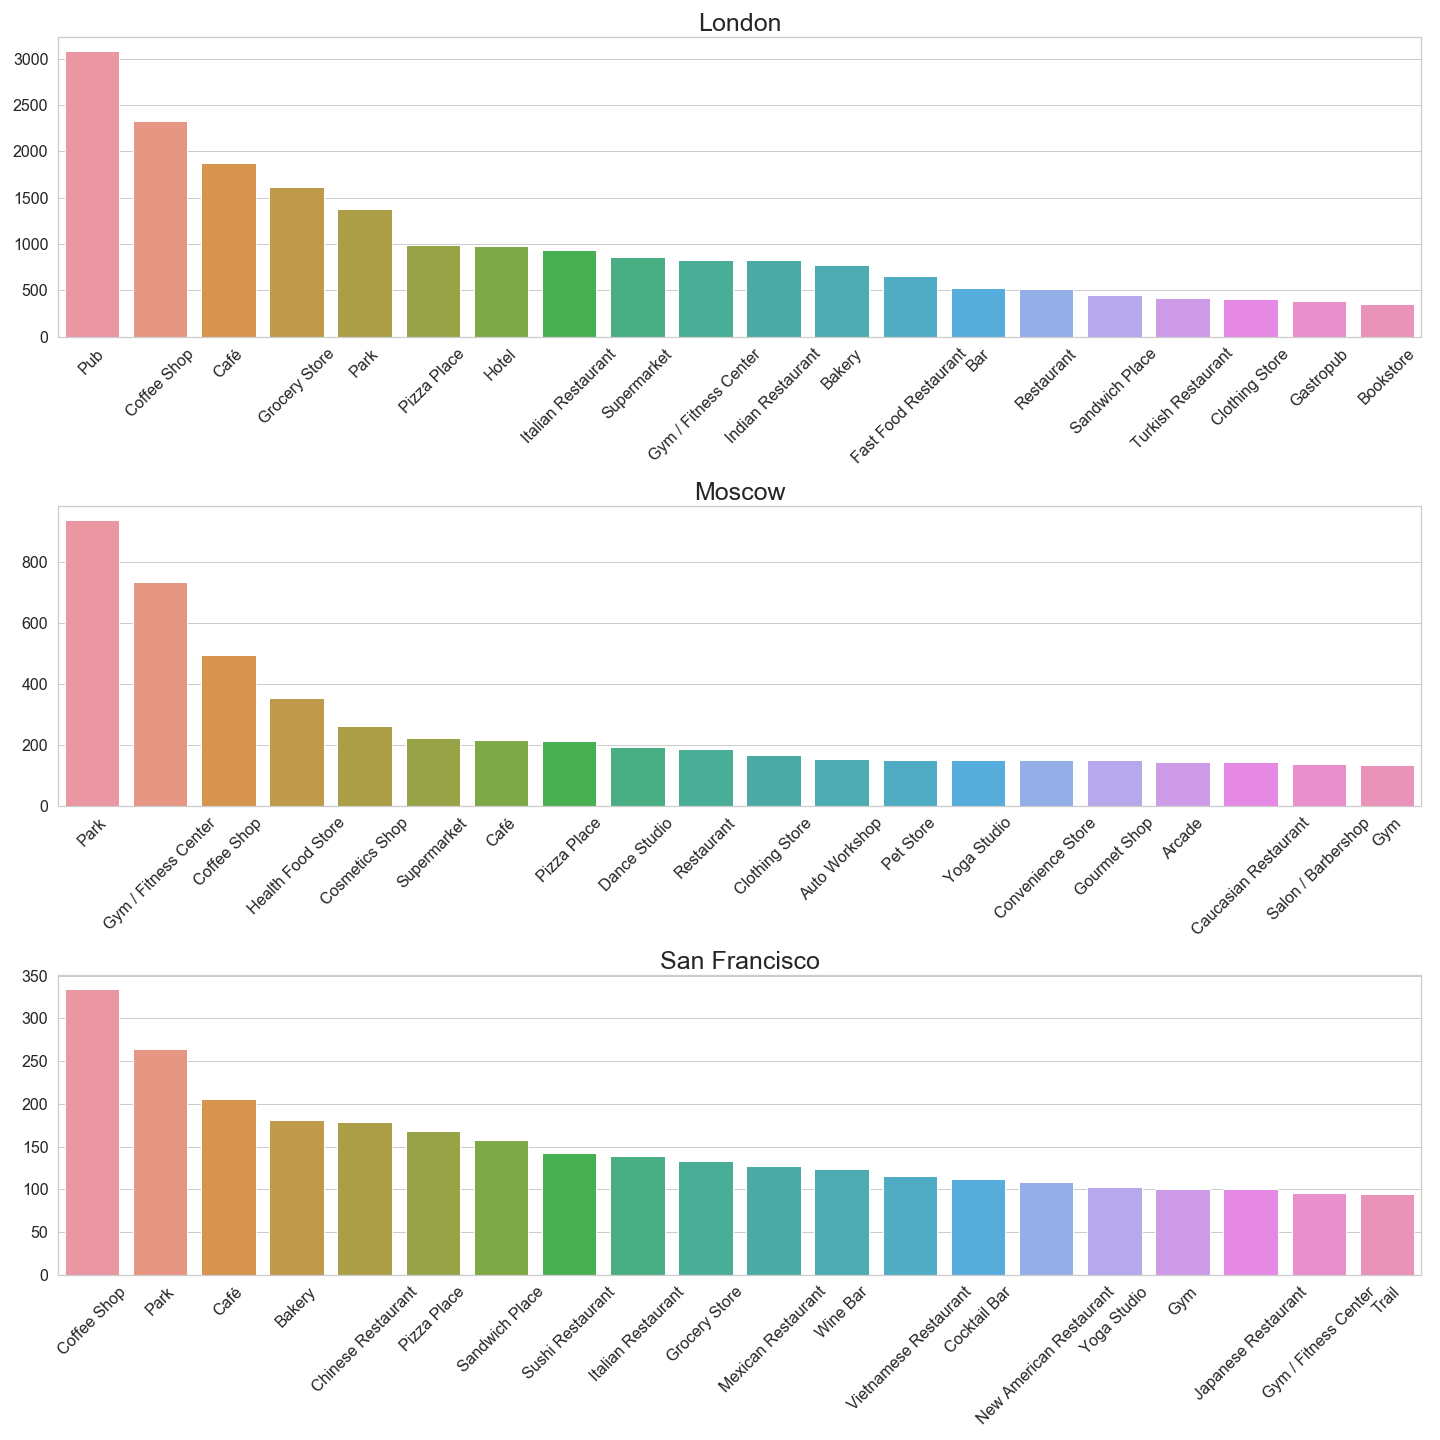 London
3000
2500
2000
1500
1000
500
0
Pub
Coffee Shop
Café
Grocery Store
Park
Pizza Place
Hotel
Italian Restaurant
Supermarket
Gym / Fitness Center
Indian Restaurant
Bakery
Fast Food Restaurant
Bar
Restaurant
Sandwich Place
Turkish Restaurant
Clothing Store
Gastropub
Bookstore
Moscow
800
600
400
200
0
Park
Gym / Fitness Center
Coffee Shop
Health Food Store
Cosmetics Shop
Supermarket
Café
Pizza Place
Dance Studio
Restaurant
Clothing Store
Auto Workshop
Pet Store
Yoga Studio
Convenience Store
Gourmet Shop
Arcade
Caucasian Restaurant
Salon / Barbershop
Gym
San Francisco
350
300
250
200
150
100
50
0
Coffee Shop
Park
Café
Bakery
Chinese Restaurant
Pizza Place
Sandwich Place
Sushi Restaurant
Italian Restaurant
Grocery Store
Mexican Restaurant
Wine Bar
Vietnamese Restaurant
Cocktail Bar
New American Restaurant
Yoga Studio
Gym
Japanese Restaurant
Gym / Fitness Center
Trail